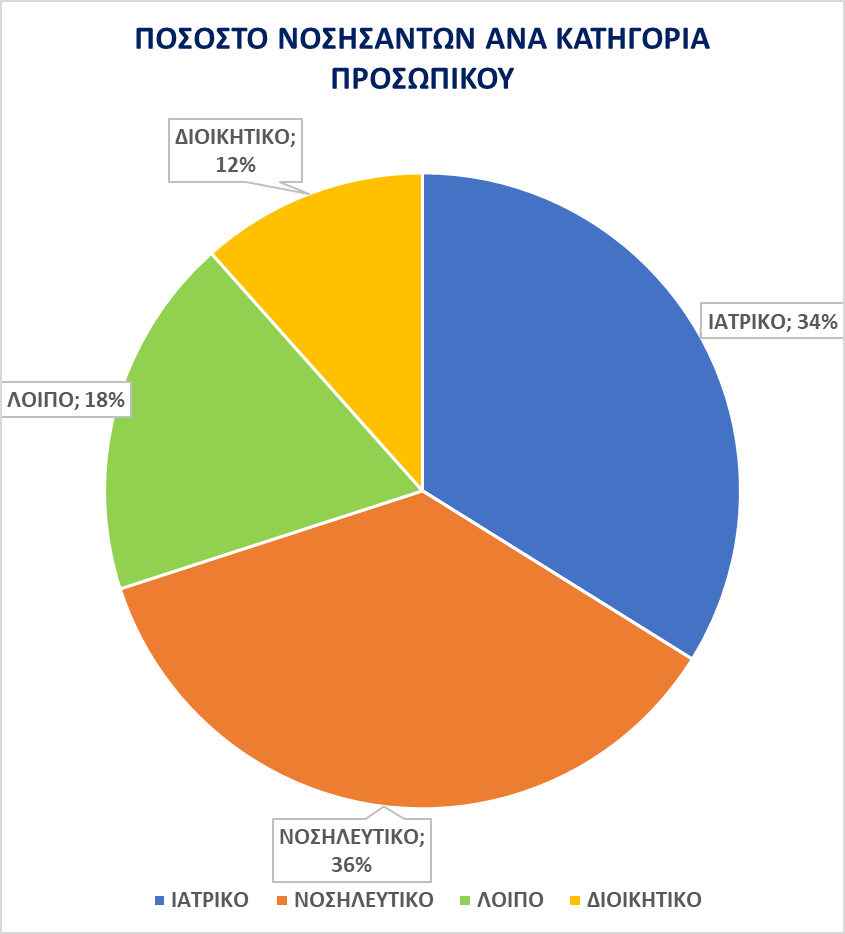 ΠΟΣΟΣΤΟ ΝΟΣΗΣΑΝΤΩΝ ΑΝΑ ΚΑΤΗΓΟΡΙΑ
ΠΡΟΣΩΠΙΚΟΥ
ΔΙΟΙΚΗΤΙΚΟ;
12%
ΙΑΤΡΙΚΟ; 34%
ΛΟΙΠΟ; 18%
ΝΟΣΗΛΕΥΤΙΚΟ;
36%
ΙΑΤΡΙΚΟ ΝΟΣΗΛΕΥΤΙΚΟ ΛΟΙΠΟ ΔΙΟΙΚΗΤΙΚΟ